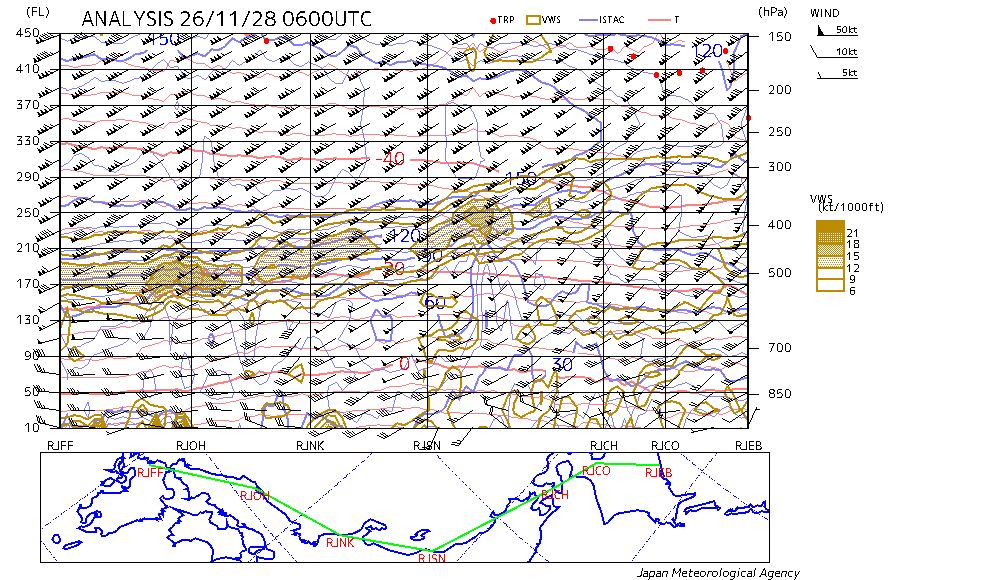 (FL) ANALYSIS 26/11/28 0600UTC TRP VWS ISTAC T (hPa) WIND
450 150 120 150 50kt
410 10kt
5kt
370 200
330 250
-40
290 150 300
VWS
250 (kt/1000ft)
120 400
210 21
18
15
500 12
170 9
60 6
130
700
90 0 30
50 850
10
RJFF RJOH RJNK RJSN RJCH RJCO RJEB
RJFF RJOH RJNK RJSN RJCH RJCO RJEB
Japan Meteorological Agency